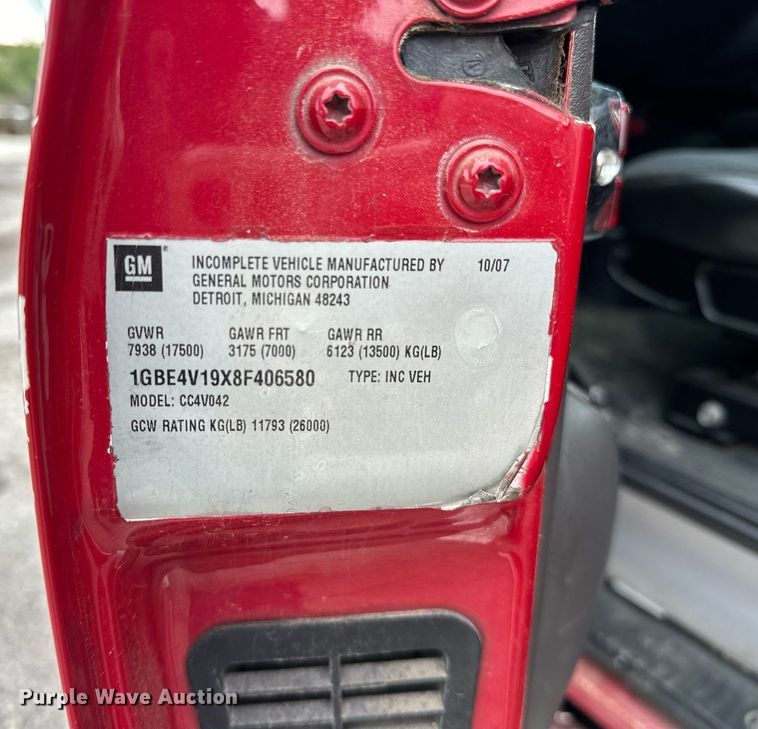 GM ® INCOMPLETE VEHICLE MANUFACTURED BY 10/07
GENERAL MOTORS CORPORATION
DETROIT, MICHIGAN 48243
GVWR GAWR FRT GAWR RR
7938 (17500) 3175 (7000) 6123 (13500) KG(LB)
1GBE4V19X8F406580 TYPE: INC VEH
MODEL: CC4V042
GCW RATING KG(LB) 11793 (26000)
Purple Wave Auction